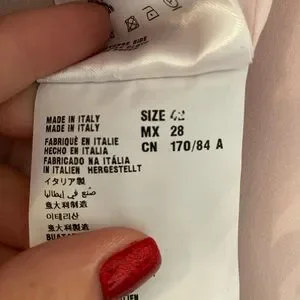 MADE IN ITALY
MADE IN ITALY
FABRIQUÉ EN ITALIE
HECHO EN ITALIA
FABRICADO NA ITÁLIA
IN ITALIEN HERGESTELLT
イタリア製
صنع في إيطاليا
意大利制造
이태리산
意大利製造
SIZE 42
MX 28
CN 170/84 A